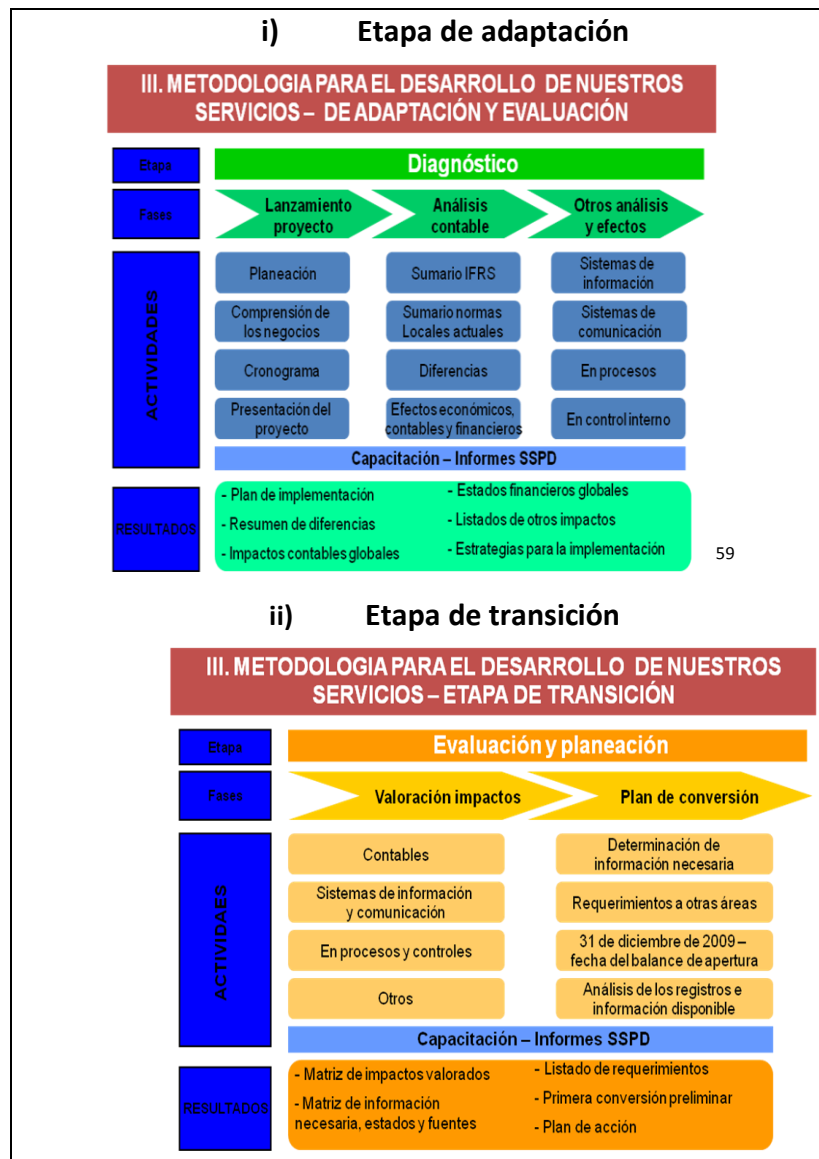 i) Etapa de adaptación
III. METODOLOGIA PARA EL DESARROLLO DE NUESTROS
SERVICIOS – DE ADAPTACIÓN Y EVALUACIÓN
Etapa
Diagnóstico
Fases
Lanzamiento
proyecto
Análisis
contable
Otros análisis
y efectos
ACTIVIDADES
Planeación
Sumario IFRS
Sistemas de
información
Comprensión de
los negocios
Sumario normas
Locales actuales
Sistemas de
comunicación
Cronograma
Diferencias
En procesos
Presentación del
proyecto
Efectos económicos,
contables y financieros
En control interno
Capacitación – Informes SSPD
RESULTADOS
- Plan de implementación
- Resumen de diferencias
- Impactos contables globales
- Estados financieros globales
- Listados de otros impactos
- Estrategias para la implementación
59
ii) Etapa de transición
III. METODOLOGIA PARA EL DESARROLLO DE NUESTROS
SERVICIOS – ETAPA DE TRANSICIÓN
Etapa
Evaluación y planeación
Fases
Valoración impactos
Plan de conversión
ACTIVIDAES
Contables
Determinación de
información necesaria
Sistemas de información
y comunicación
Requerimientos a otras áreas
En procesos y controles
31 de diciembre de 2009 –
fecha del balance de apertura
Otros
Análisis de los registros e
información disponible
Capacitación – Informes SSPD
RESULTADOS
- Matriz de impactos valorados
- Matriz de información
necesaria, estados y fuentes
- Listado de requerimientos
- Primera conversión preliminar
- Plan de acción